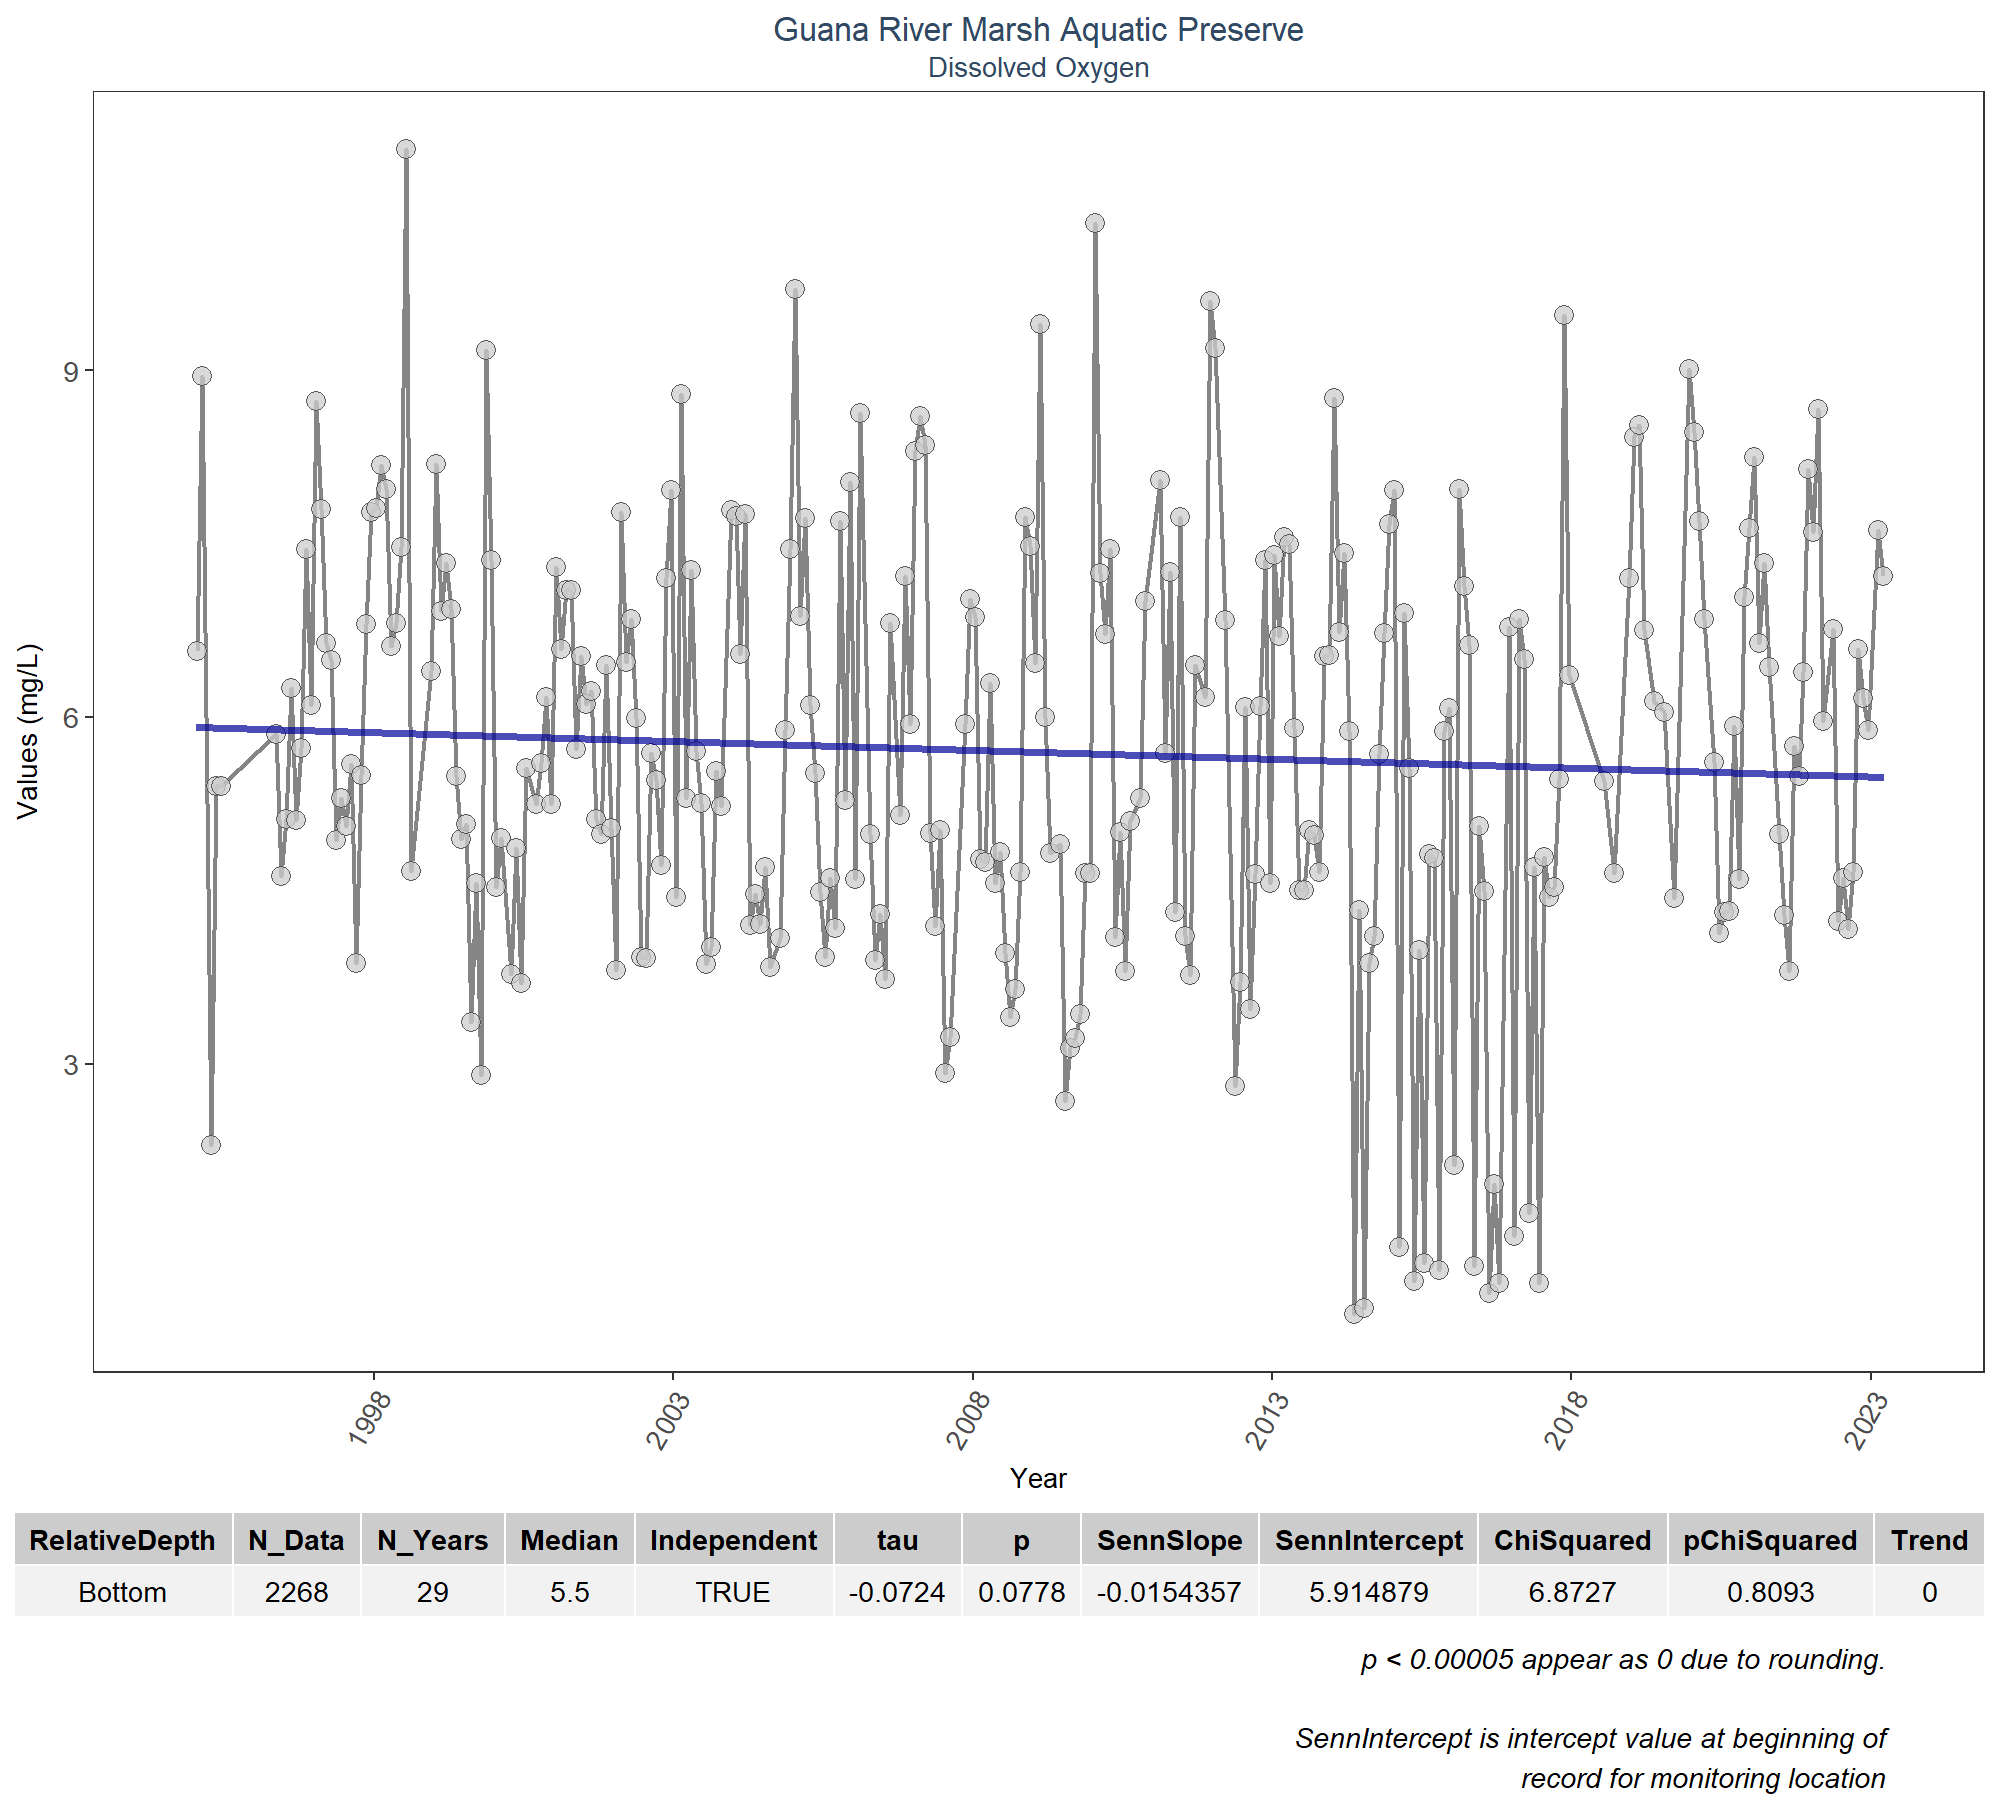 Guana River Marsh Aquatic Preserve
Dissolved Oxygen
Values (mg/L)
9
6
3
1998 2003 2008 2013 2018 2023
Year
RelativeDepth N_Data N_Years Median Independent tau p SennSlope SennIntercept ChiSquared pChiSquared Trend
Bottom 2268 29 5.5 TRUE -0.0724 0.0778 -0.0154357 5.914879 6.8727 0.8093 0
p < 0.00005 appear as 0 due to rounding.
SennIntercept is intercept value at beginning of
record for monitoring location